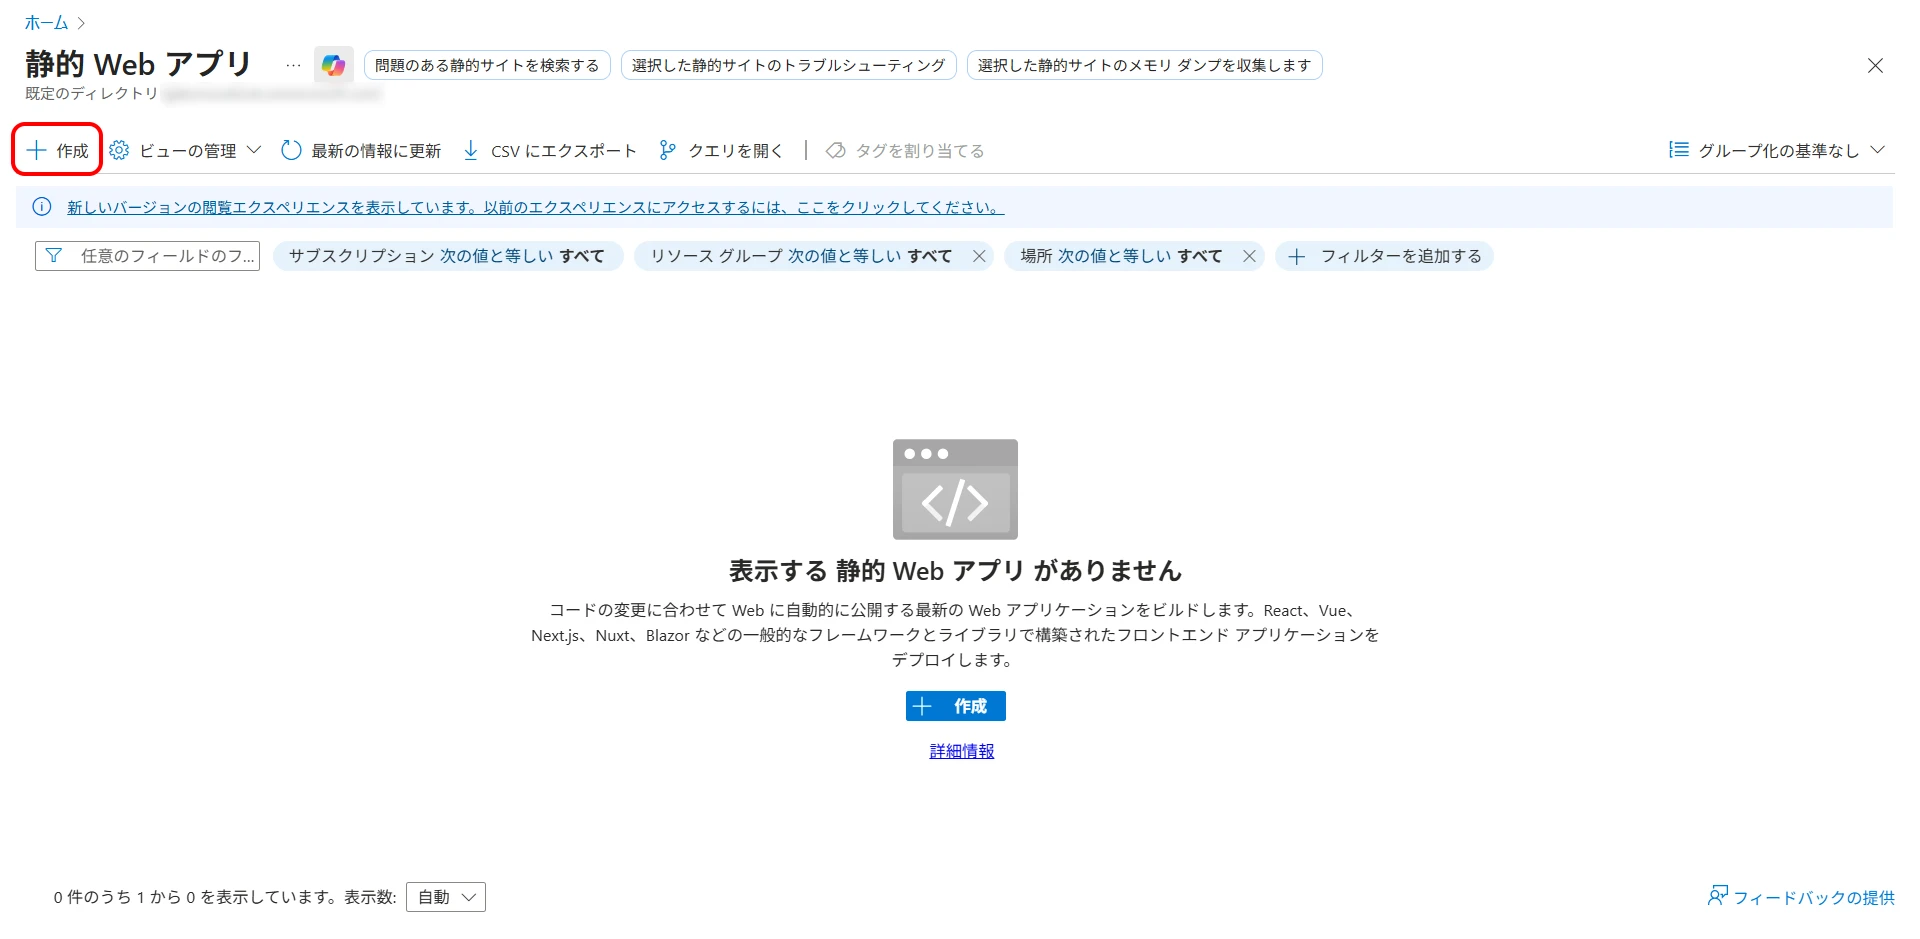 ホーム
静的 Web アプリ … 問題のある静的サイトを検索する 選択した静的サイトのトラブルシューティング 選択した静的サイトのメモリ ダンプを収集します
既定のディレクトリ
作成 ビューの管理 最新の情報に更新 CSV にエクスポート クエリを開く タグを割り当てる グループ化の基準なし
新しいバージョンの閲覧エクスペリエンスを表示しています。以前のエクスペリエンスにアクセスするには、ここをクリックしてください。
任意のフィールドのフ... サブスクリプション 次の値と等しい すべて リソース グループ 次の値と等しい すべて 場所 次の値と等しい すべて フィルターを追加する
表示する 静的 Web アプリ がありません
コードの変更に合わせて Web に自動的に公開する最新の Web アプリケーションをビルドします。React、Vue、
Next.js、Nuxt、Blazor などの一般的なフレームワークとライブラリで構築されたフロントエンド アプリケーションを
デプロイします。
作成
詳細情報
0 件のうち 1 から 0 を表示しています。表示数: 自動 フィードバックの提供